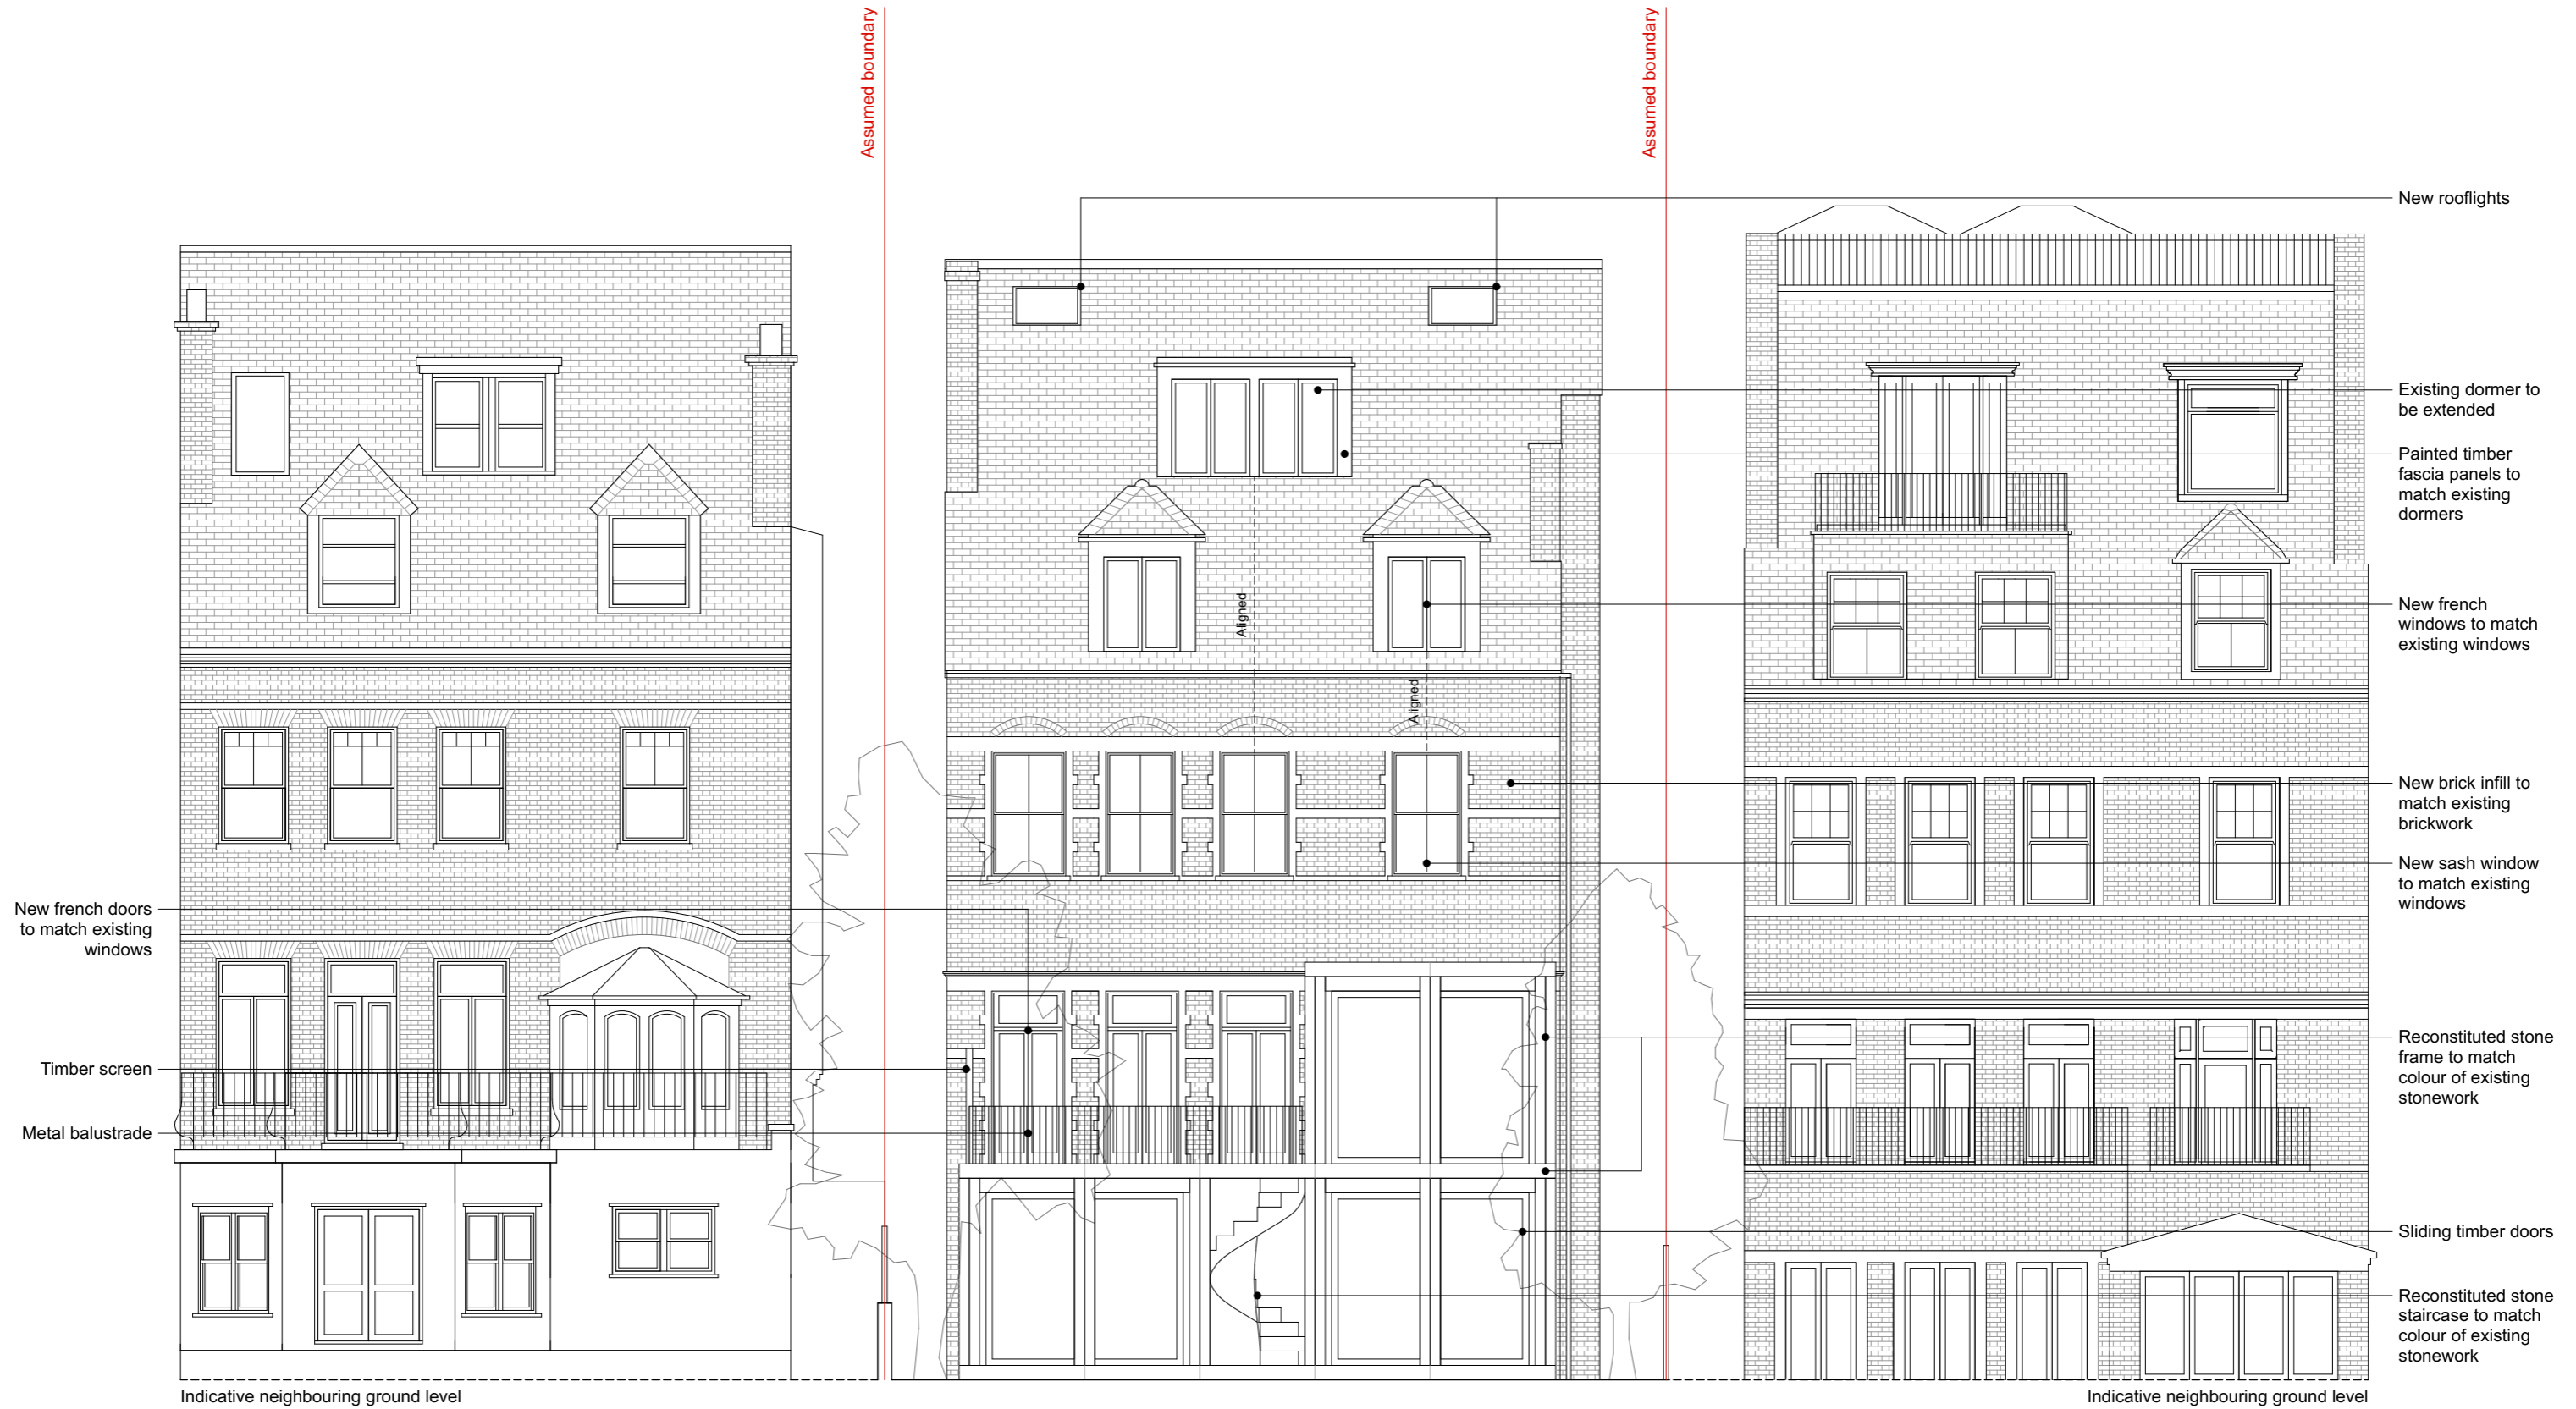 Assumed boundary
Assumed boundary
New rooflights
Existing dormer to
be extended
Painted timber
fascia panels to
match existing
dormers
Aligned
New french
windows to match
existing windows
Aligned
New brick infill to
match existing
brickwork
New sash window
to match existing
windows
New french doors
to match existing
windows
Timber screen
Metal balustrade
Reconstituted stone
frame to match
colour of existing
stonework
Sliding timber doors
Reconstituted stone
staircase to match
colour of existing
stonework
Indicative neighbouring ground level
Indicative neighbouring ground level